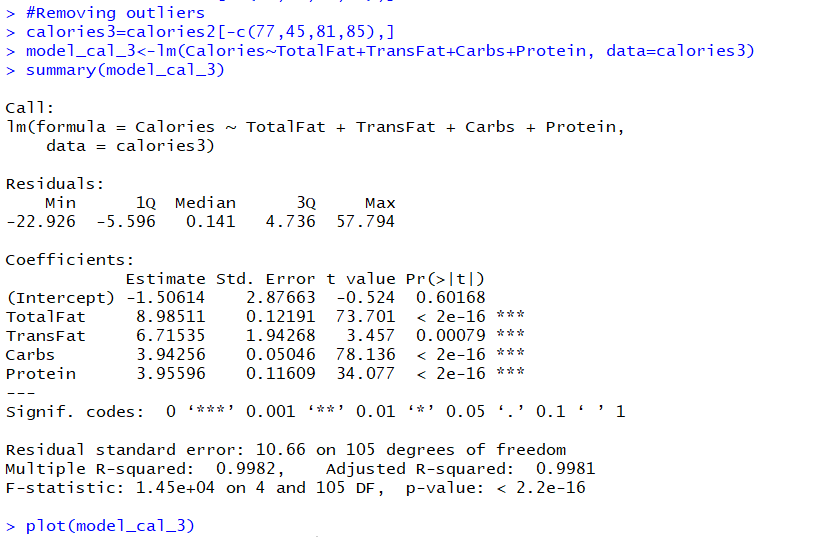 > #Removing outliers
> calories3=calories2[-c(77,45,81,85),]
> model_cal_3<-lm(Calories~TotalFat+TransFat+Carbs+Protein, data=calories3)
> summary(model_cal_3)

Call:
lm(formula = Calories ~ TotalFat + TransFat + Carbs + Protein,
    data = calories3)

Residuals:
    Min      1Q  Median      3Q     Max
-22.926  -5.596   0.141   4.736  57.794

Coefficients:
            Estimate Std. Error t value Pr(>|t|)
(Intercept) -1.50614    2.87663  -0.524  0.60168
TotalFat     8.98511    0.12191  73.701  < 2e-16 ***
TransFat     6.71535    1.94268   3.457  0.00079 ***
Carbs        3.94256    0.05046  78.136  < 2e-16 ***
Protein      3.95596    0.11609  34.077  < 2e-16 ***
---
Signif. codes:  0 ‘***’ 0.001 ‘**’ 0.01 ‘*’ 0.05 ‘.’ 0.1 ‘ ’ 1

Residual standard error: 10.66 on 105 degrees of freedom
Multiple R-squared:  0.9982,    Adjusted R-squared:  0.9981
F-statistic: 1.45e+04 on 4 and 105 DF,  p-value: < 2.2e-16

> plot(model_cal_3)